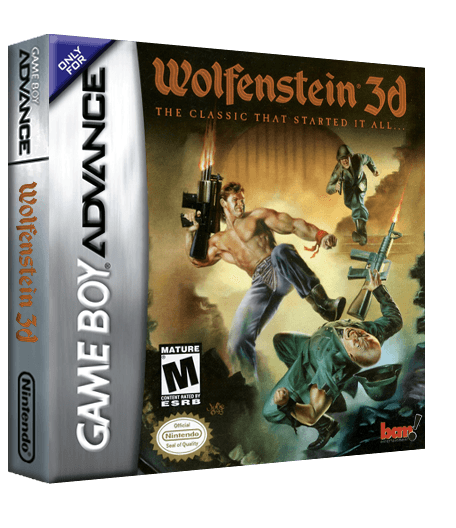 GAME BOY
ADVANCE
Wolfenstein 3d
Nintendo
ONLY
FOR
GAME BOY ADVANCE
Wolfenstein 3d
THE CLASSIC THAT STARTED IT ALL...
MATURE
M
CONTENT RATED BY
ESRB
Official
Nintendo
Seal of Quality
bam!